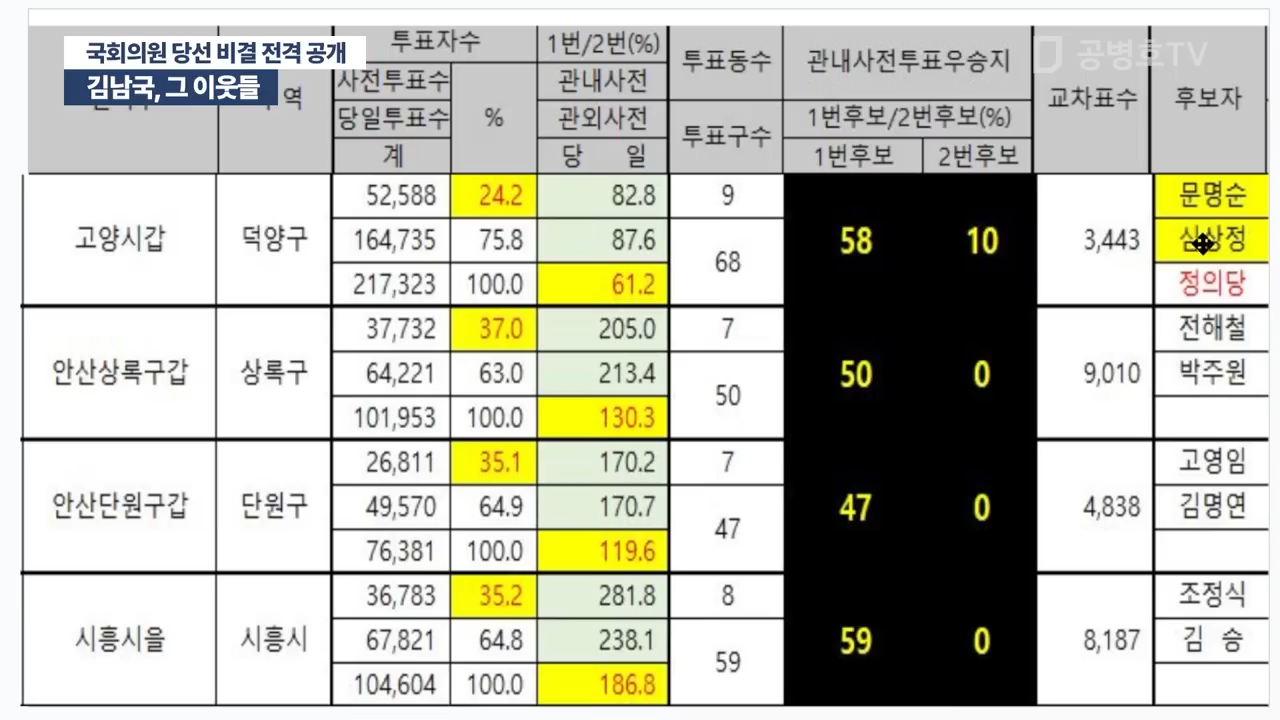 국회의원 당선 비결 전격 공개
김남국, 그 이웃들
공병호TV
역 투표자수 1번/2번(%) 투표동수 관내사전투표우승지 교차표수 후보자
사전투표수 % 관내사전
당일투표수 관외사전 투표구수 1번후보/2번후보(%)
계 당 일 1번후보 2번후보
고양시갑 덕양구 52,588 24.2 82.8 9 58 10 3,443 문명순
164,735 75.8 87.6 68 심상정
217,323 100.0 61.2 정의당
안산상록구갑 상록구 37,732 37.0 205.0 7 50 0 9,010 전해철
64,221 63.0 213.4 50 박주원
101,953 100.0 130.3
안산단원구갑 단원구 26,811 35.1 170.2 7 47 0 4,838 고영임
49,570 64.9 170.7 47 김명연
76,381 100.0 119.6
시흥시을 시흥시 36,783 35.2 281.8 8 59 0 8,187 조정식
67,821 64.8 238.1 59 김 승
104,604 100.0 186.8